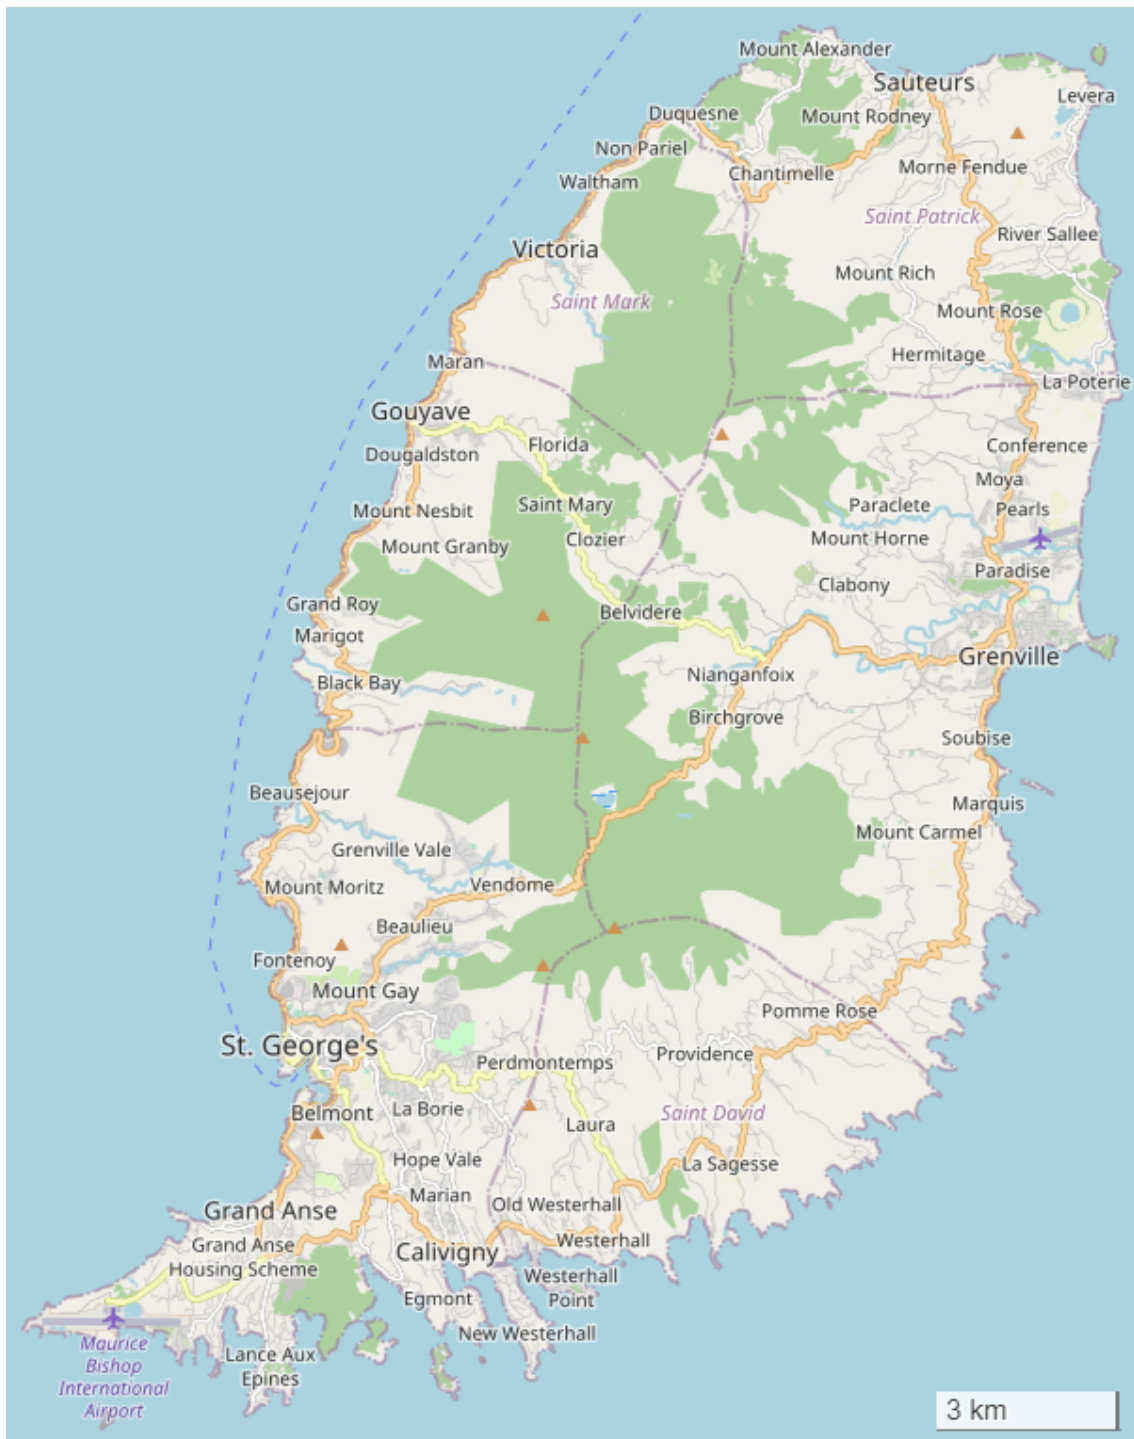 Mount Alexander
Sauteurs
Levera
Duquesne
Mount Rodney
Non Pariel
Morne Fendue
Chantimelle
Waltham
Saint Patrick
River Sallee
Victoria
Mount Rich
Saint Mark
Mount Rose
Hermitage
Maran
La Poterie
Gouyave
Florida
Conference
Dougaldston
Moya
Saint Mary
Paraclete
Mount Nesbit
Pearls
Clozier
Mount Horne
Mount Granby
Paradise
Clabony
Grand Roy
Belvidere
Marigot
Grenville
Nianganfoix
Black Bay
Birchgrove
Soubise
Beausejour
Marquis
Mount Carmel
Grenville Vale
Mount Moritz
Vendome
Beaulieu
Fontenoy
Mount Gay
Pomme Rose
St. George's
Providence
Perdmontemps
La Borie
Belmont
Saint David
Laura
Hope Vale
La Sagesse
Marian
Old Westerhall
Grand Anse
Westerhall
Grand Anse
Housing Scheme
Calivigny
Westerhall
Point
Egmont
New Westerhall
Maurice
Bishop
International
Airport
Lance Aux
Epines
3 km